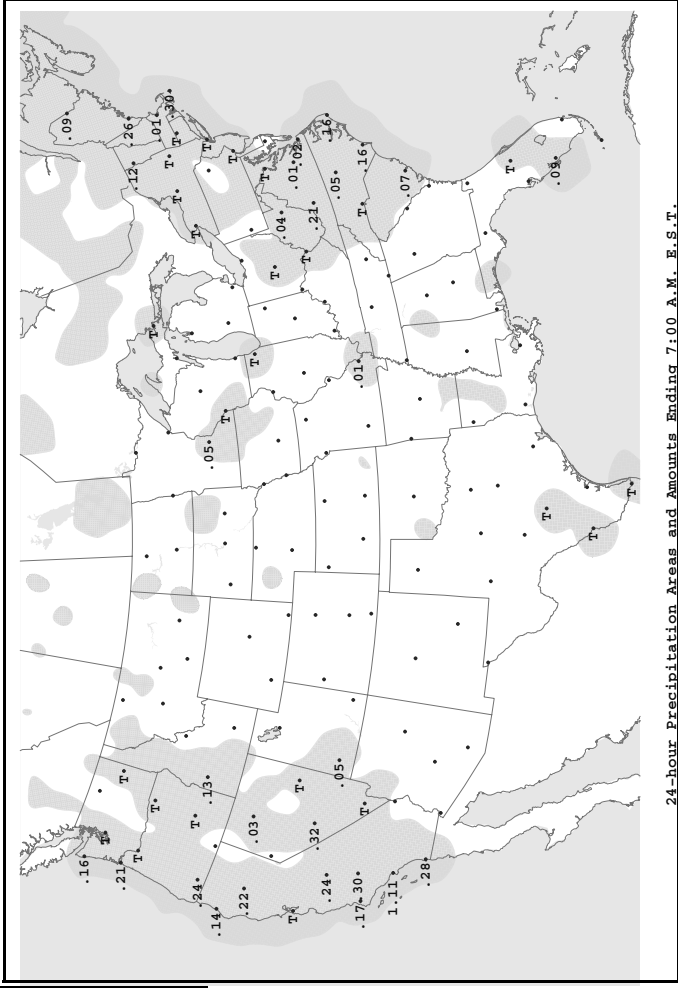 .09
.16
T
.21
T
.26
.12
T
T
.01
T
.30
T
T
T
T
T
.24
T
.13
.05
.14
T
T
.22
.03
T
T
T
.04
T
.01
.02
T
T
.32
.21
.24
.16
.05
.05
.01
.17
.30
.16
T
T
1.11
.07
.28
T
T
.09
T
T
24-hour Precipitation Areas and Amounts Ending 7:00 A.M. E.S.T.